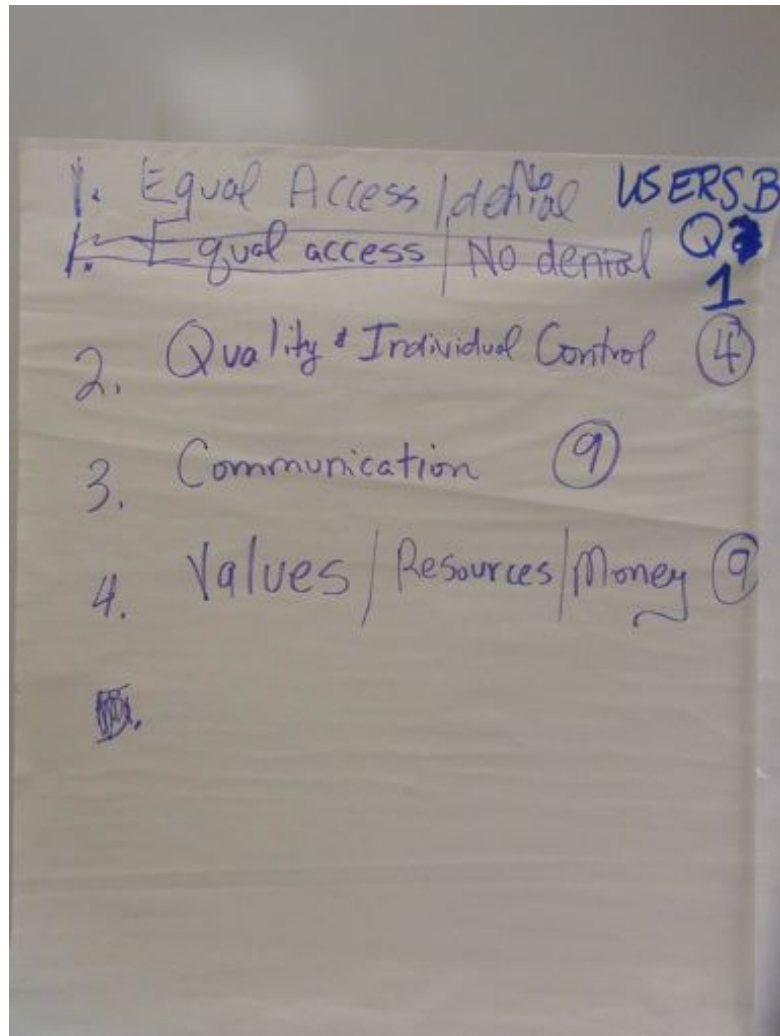 1. Equal Access / No denial USERS B
1. Equal access / No denial Q
1
2. Quality & Individual Control 4
3. Communication 9
4. Values / Resources / Money 9